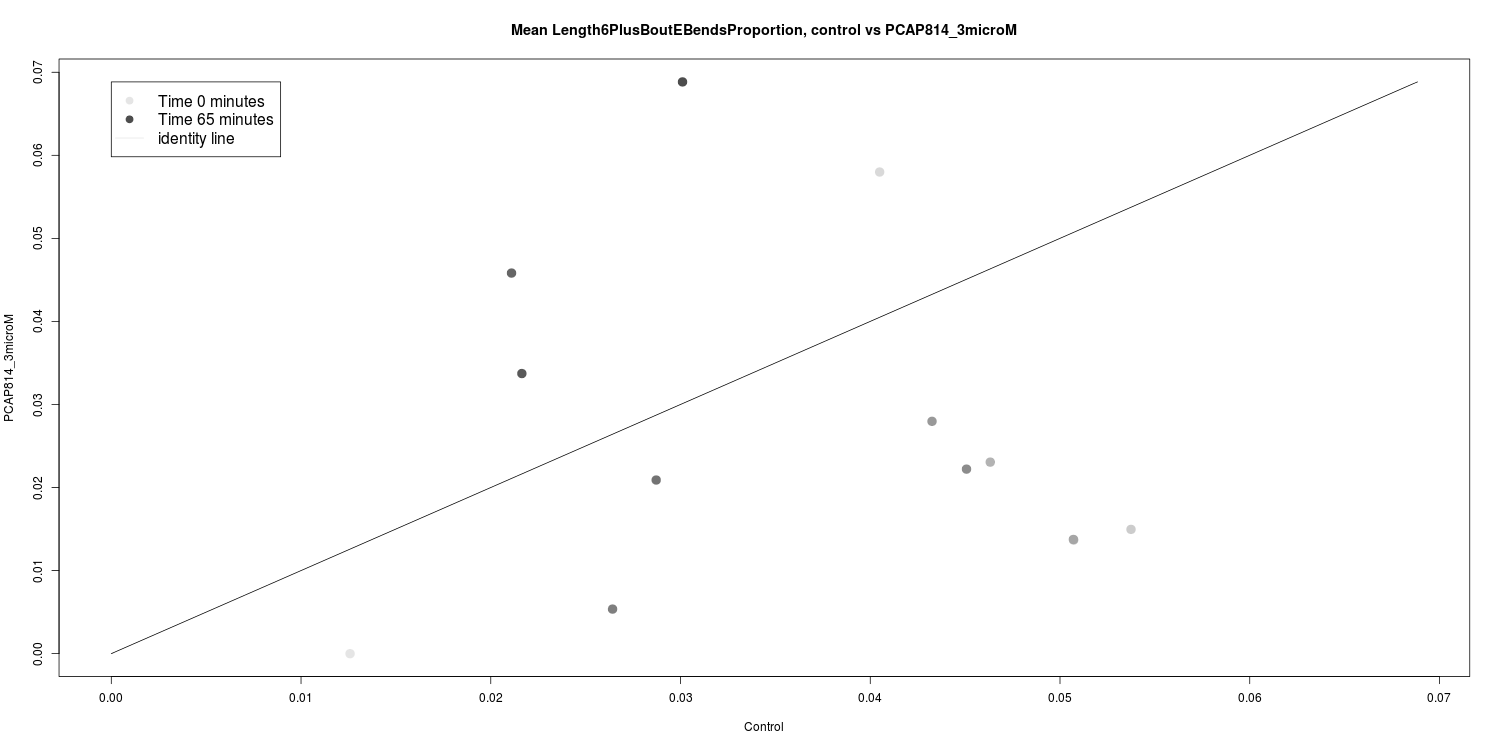 Mean Length6PlusBoutEBendsProportion, control vs PCAP814_3microM
Time 0 minutes
Time 65 minutes
identity line
PCAP814_3microM
0.07
0.06
0.05
0.04
0.03
0.02
0.01
0.00
0.00 0.01 0.02 0.03 0.04 0.05 0.06 0.07
Control